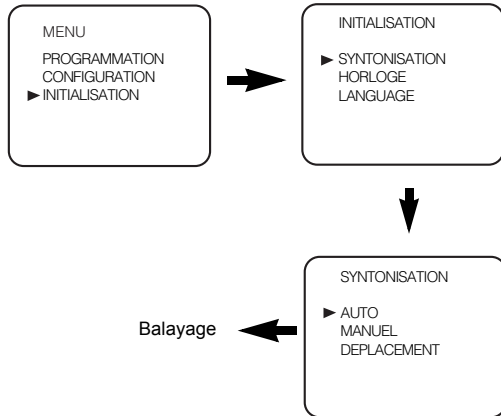 MENU
PROGRAMMATION
CONFIGURATION
►INITIALISATION
INITIALISATION
► SYNTONISATION
HORLOGE
LANGUAGE
SYNTONISATION
► AUTO
MANUEL
DEPLACEMENT
Balayage